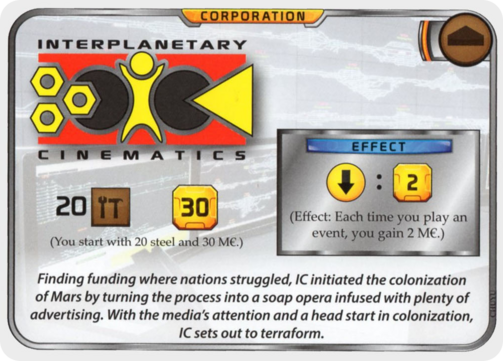 CORPORATION
INTERPLANETARY
CINEMATICS
EFFECT
: 2
20 30
(You start with 20 steel and 30 M€.)
(Effect: Each time you play an
event, you gain 2 M€.)
Finding funding where nations struggled, IC initiated the colonization
of Mars by turning the process into a soap opera infused with plenty of
advertising. With the media's attention and a head start in colonization,
IC sets out to terraform.